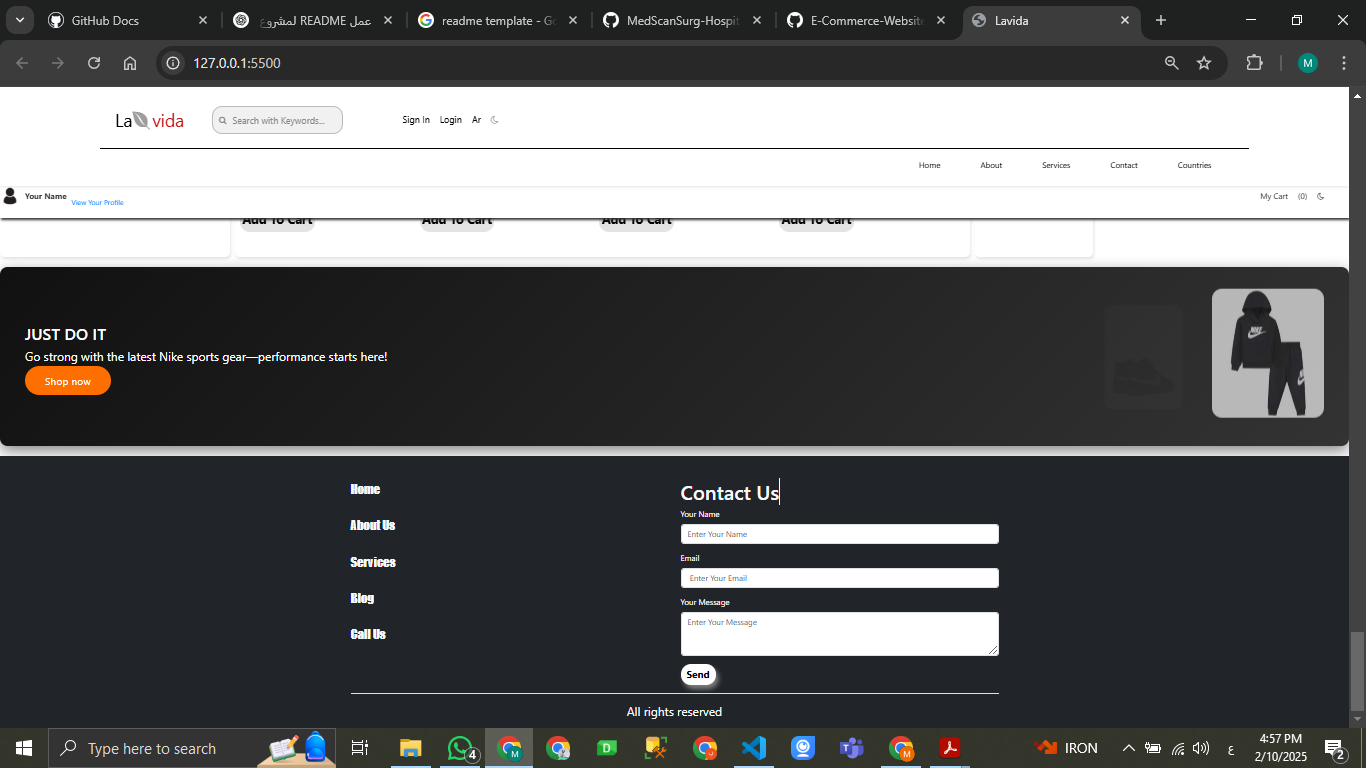 GitHub Docs
عمل README لمشروع
readme template - Go
MedScanSurg-Hospit
E-Commerce-Website
Lavida
127.0.0.1:5500
M
La vida
Search with Keywords...
Sign In Login Ar
Home About Services Contact Countries
Your Name View Your Profile
My Cart (0)
Add To Cart Add To Cart Add To Cart Add To Cart
JUST DO IT
Go strong with the latest Nike sports gear—performance starts here!
Shop now
Home
About Us
Services
Blog
Call Us
Contact Us
Your Name
Enter Your Name
Email
Enter Your Email
Your Message
Enter Your Message
Send
All rights reserved
Type here to search
4
M
D
M
IRON
ع
4:57 PM
2/10/2025
2